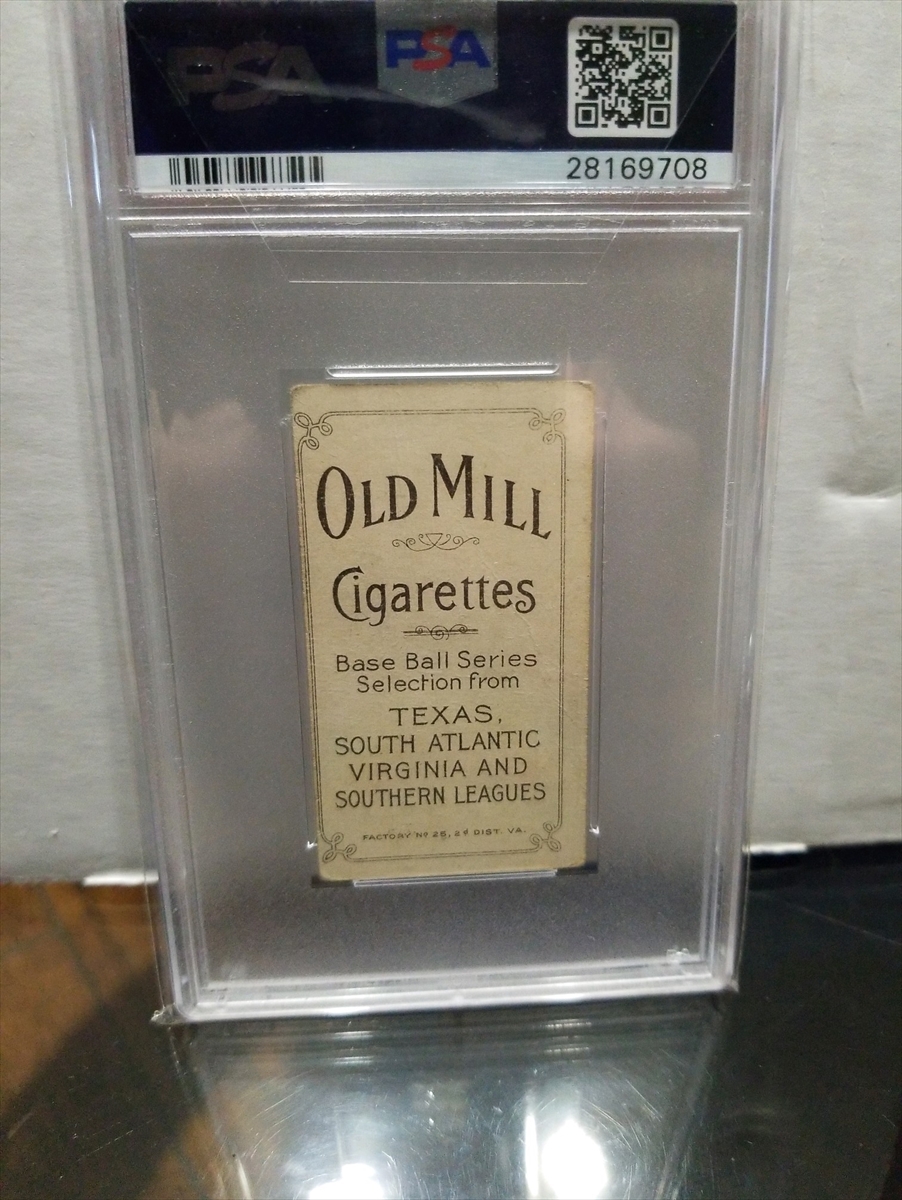 PSA
PSA
28169708
OLD MILL
Cigarettes
Base Ball Series
Selection from
TEXAS,
SOUTH ATLANTIC
VIRGINIA AND
SOUTHERN LEAGUES
FACTORY Nº 25, 2d DIST. VA.